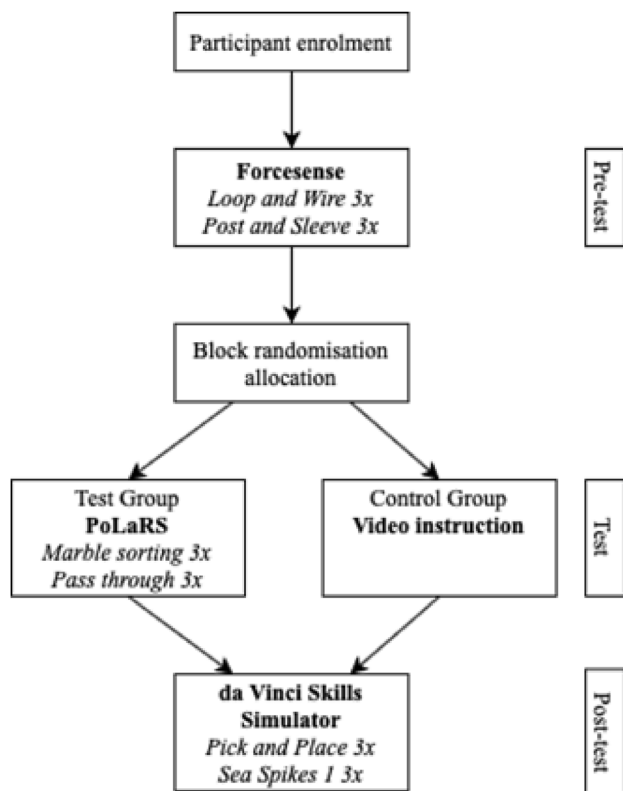 Participant enrolment
Forcesense
Loop and Wire 3x
Post and Sleeve 3x
Pre-test
Block randomisation
allocation
Test Group
PoLaRS
Marble sorting 3x
Pass through 3x
Control Group
Video instruction
Test
da Vinci Skills
Simulator
Pick and Place 3x
Sea Spikes 1 3x
Post-test